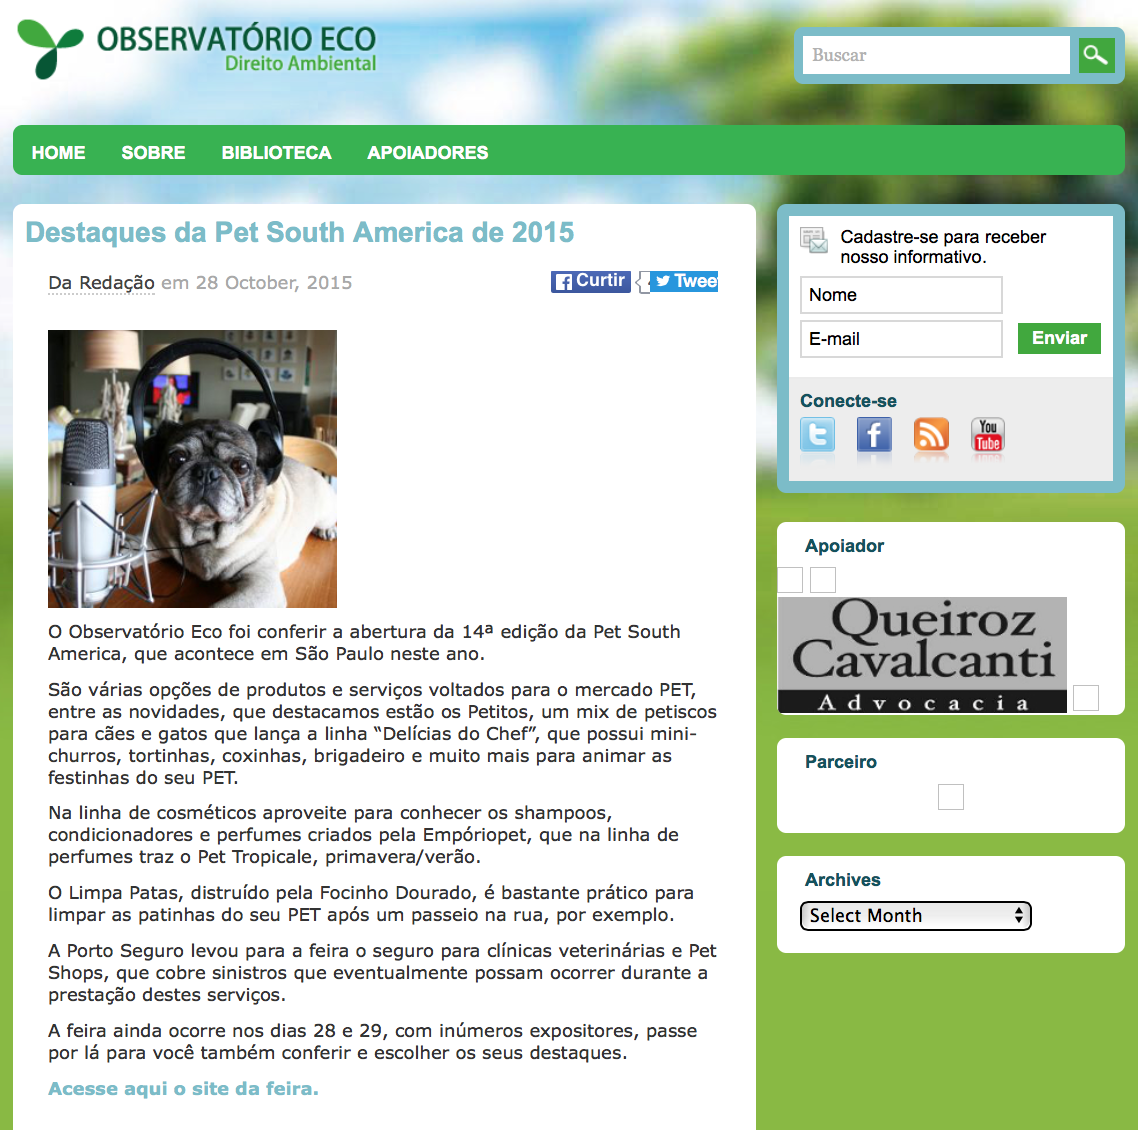 OBSERVATÓRIO ECO
Direito Ambiental
Buscar
HOME SOBRE BIBLIOTECA APOIADORES
Destaques da Pet South America de 2015
Da Redação em 28 October, 2015
Curtir
Tweet
O Observatório Eco foi conferir a abertura da 14ª edição da Pet South
America, que acontece em São Paulo neste ano.
São várias opções de produtos e serviços voltados para o mercado PET,
entre as novidades, que destacamos estão os Petitos, um mix de petiscos
para cães e gatos que lança a linha “Delícias do Chef”, que possui mini-
churros, tortinhas, coxinhas, brigadeiro e muito mais para animar as
festinhas do seu PET.
Na linha de cosméticos aproveite para conhecer os shampoos,
condicionadores e perfumes criados pela Empóriopet, que na linha de
perfumes traz o Pet Tropicale, primavera/verão.
O Limpa Patas, distruído pela Focinho Dourado, é bastante prático para
limpar as patinhas do seu PET após um passeio na rua, por exemplo.
A Porto Seguro levou para a feira o seguro para clínicas veterinárias e Pet
Shops, que cobre sinistros que eventualmente possam ocorrer durante a
prestação destes serviços.
A feira ainda ocorre nos dias 28 e 29, com inúmeros expositores, passe
por lá para você também conferir e escolher os seus destaques.
Acesse aqui o site da feira.
Cadastre-se para receber
nosso informativo.
Nome
E-mail
Enviar
Conecte-se
You
Tube
Apoiador
Queiroz
Cavalcanti
Advocacia
Parceiro
Archives
Select Month